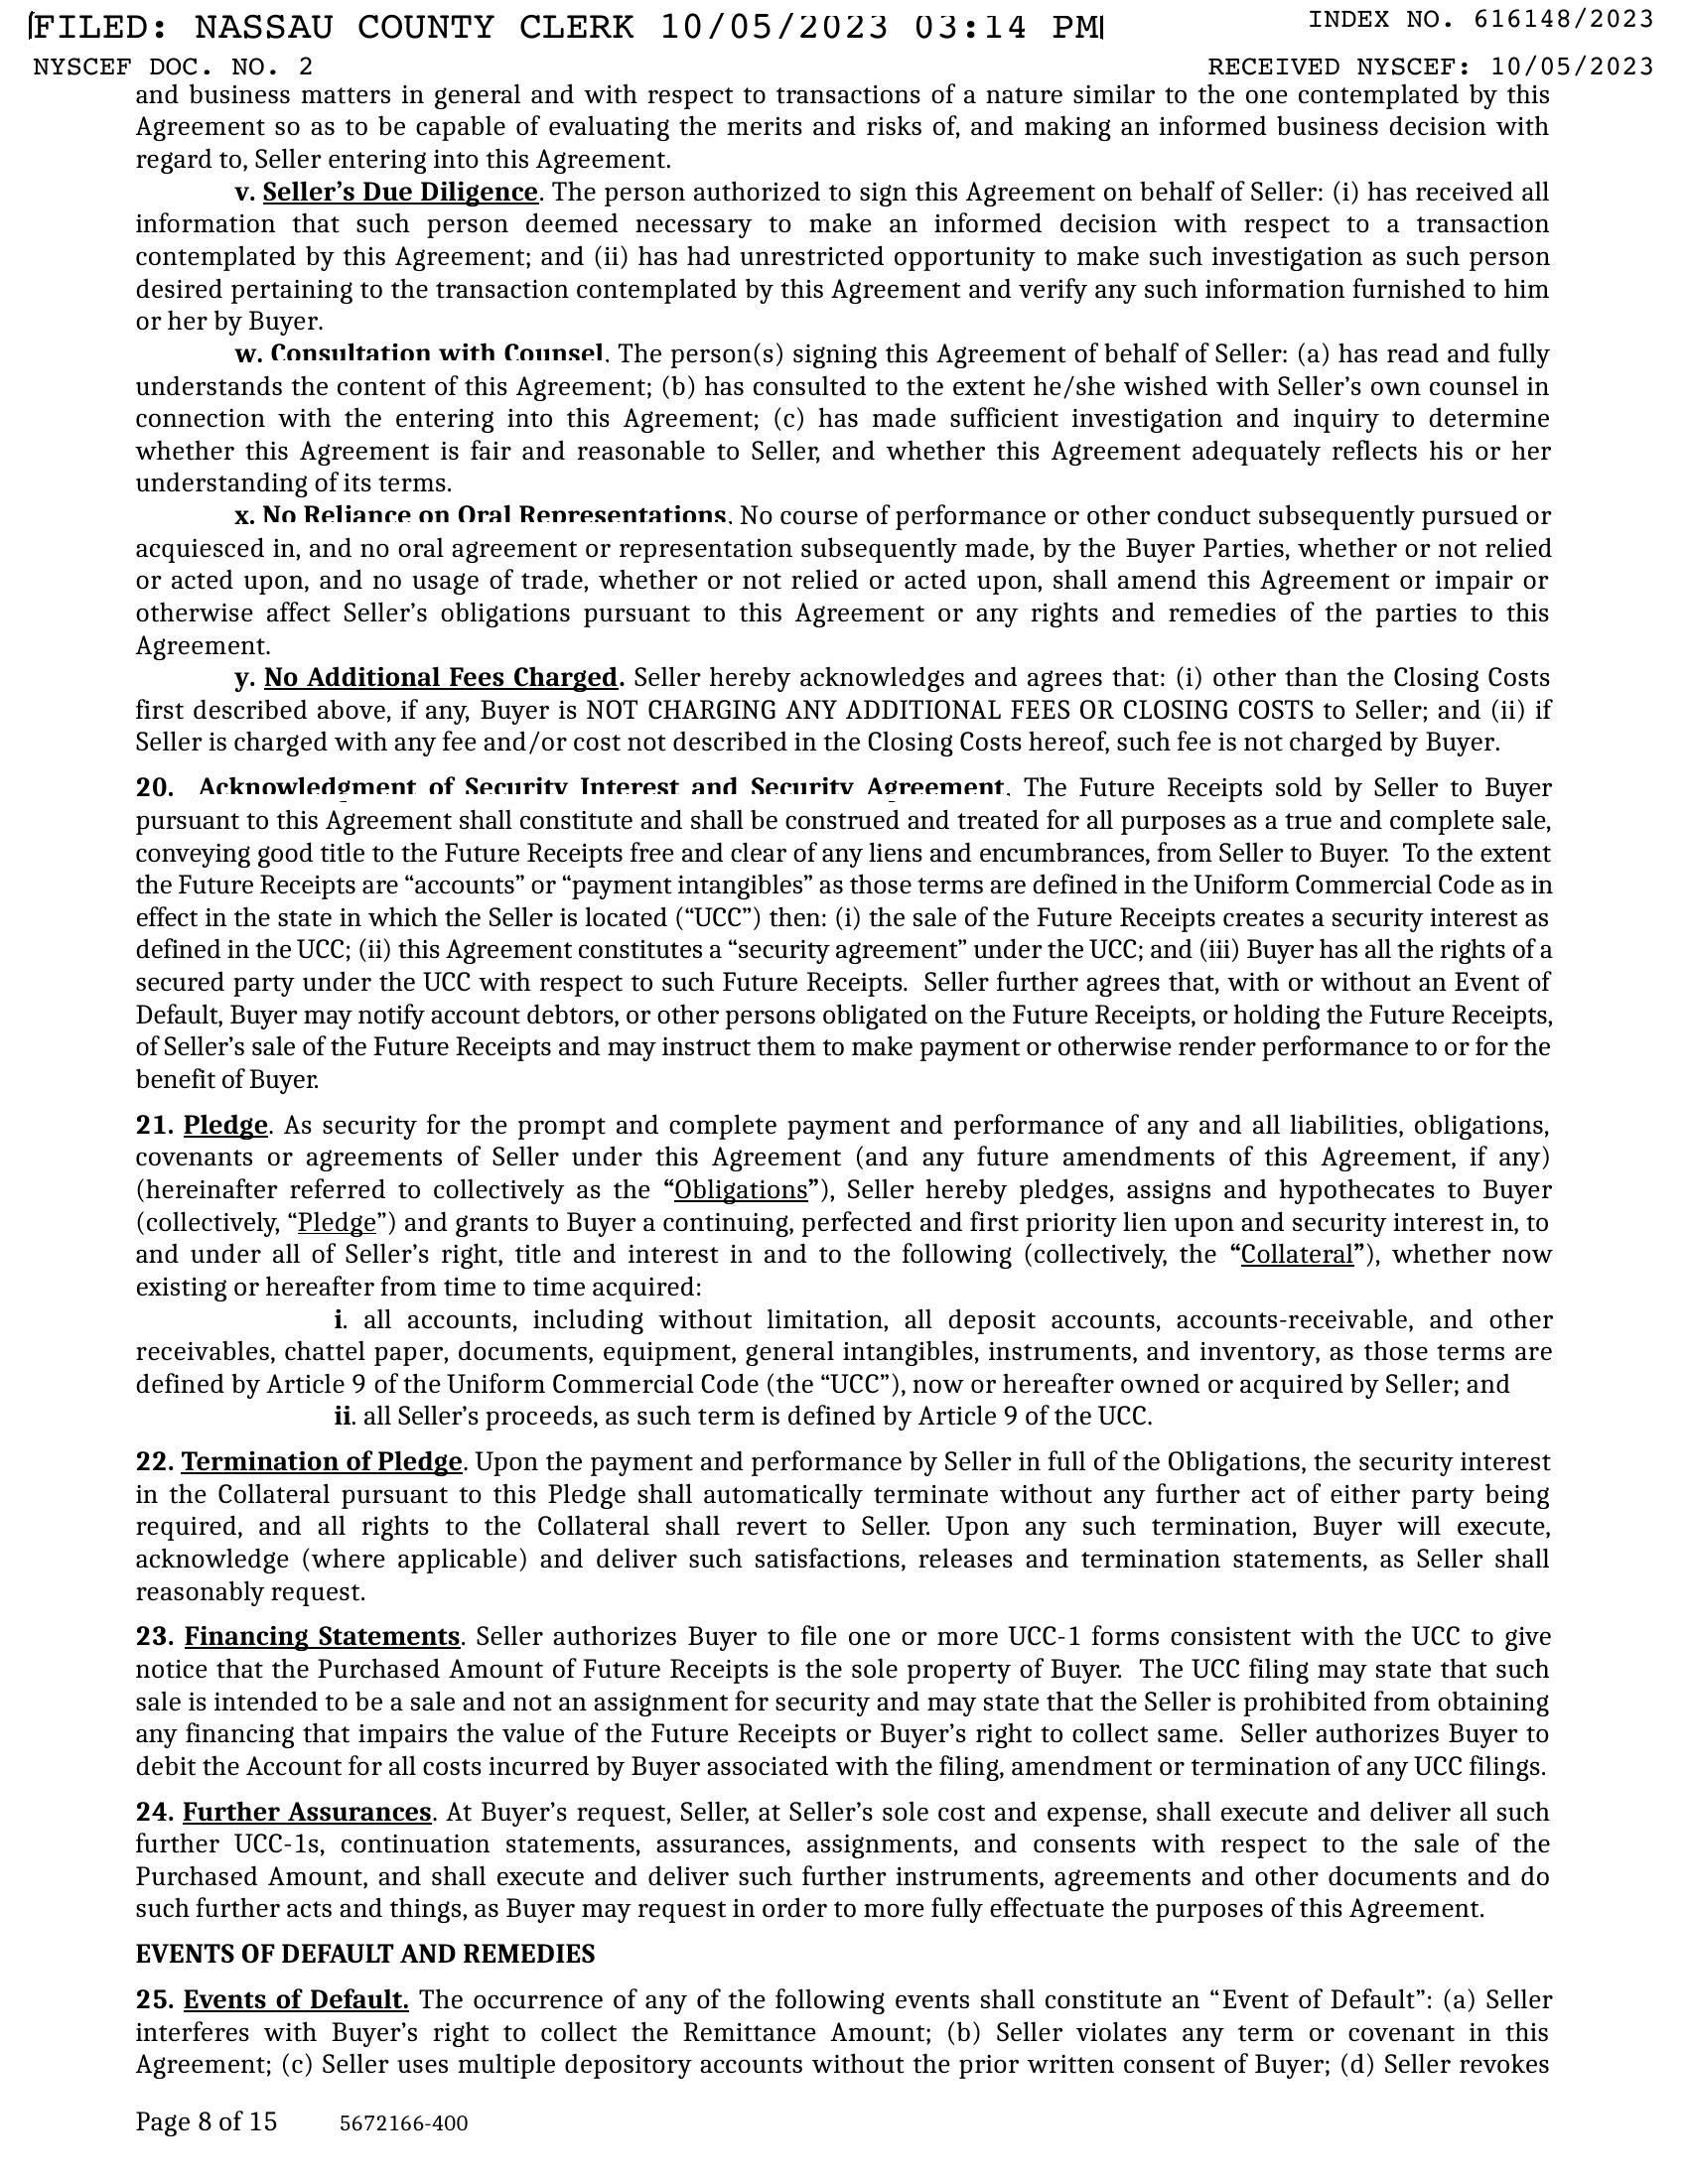 FILED: NASSAU COUNTY CLERK 10/05/2023 03:14 PM
INDEX NO. 616148/2023
NYSCEF DOC. NO. 2
RECEIVED NYSCEF: 10/05/2023
and business matters in general and with respect to transactions of a nature similar to the one contemplated by this
Agreement so as to be capable of evaluating the merits and risks of, and making an informed business decision with
regard to, Seller entering into this Agreement.
v. Seller’s Due Diligence. The person authorized to sign this Agreement on behalf of Seller: (i) has received all
information that such person deemed necessary to make an informed decision with respect to a transaction
contemplated by this Agreement; and (ii) has had unrestricted opportunity to make such investigation as such person
desired pertaining to the transaction contemplated by this Agreement and verify any such information furnished to him
or her by Buyer.
w. Consultation with Counsel. The person(s) signing this Agreement of behalf of Seller: (a) has read and fully
understands the content of this Agreement; (b) has consulted to the extent he/she wished with Seller’s own counsel in
connection with the entering into this Agreement; (c) has made sufficient investigation and inquiry to determine
whether this Agreement is fair and reasonable to Seller, and whether this Agreement adequately reflects his or her
understanding of its terms.
x. No Reliance on Oral Representations. No course of performance or other conduct subsequently pursued or
acquiesced in, and no oral agreement or representation subsequently made, by the Buyer Parties, whether or not relied
or acted upon, and no usage of trade, whether or not relied or acted upon, shall amend this Agreement or impair or
otherwise affect Seller’s obligations pursuant to this Agreement or any rights and remedies of the parties to this
Agreement.
y. No Additional Fees Charged. Seller hereby acknowledges and agrees that: (i) other than the Closing Costs
first described above, if any, Buyer is NOT CHARGING ANY ADDITIONAL FEES OR CLOSING COSTS to Seller; and (ii) if
Seller is charged with any fee and/or cost not described in the Closing Costs hereof, such fee is not charged by Buyer.
20. Acknowledgment of Security Interest and Security Agreement. The Future Receipts sold by Seller to Buyer
pursuant to this Agreement shall constitute and shall be construed and treated for all purposes as a true and complete sale,
conveying good title to the Future Receipts free and clear of any liens and encumbrances, from Seller to Buyer. To the extent
the Future Receipts are “accounts” or “payment intangibles” as those terms are defined in the Uniform Commercial Code as in
effect in the state in which the Seller is located (“UCC”) then: (i) the sale of the Future Receipts creates a security interest as
defined in the UCC; (ii) this Agreement constitutes a “security agreement” under the UCC; and (iii) Buyer has all the rights of a
secured party under the UCC with respect to such Future Receipts. Seller further agrees that, with or without an Event of
Default, Buyer may notify account debtors, or other persons obligated on the Future Receipts, or holding the Future Receipts,
of Seller’s sale of the Future Receipts and may instruct them to make payment or otherwise render performance to or for the
benefit of Buyer.
21. Pledge. As security for the prompt and complete payment and performance of any and all liabilities, obligations,
covenants or agreements of Seller under this Agreement (and any future amendments of this Agreement, if any)
(hereinafter referred to collectively as the “Obligations”), Seller hereby pledges, assigns and hypothecates to Buyer
(collectively, “Pledge”) and grants to Buyer a continuing, perfected and first priority lien upon and security interest in, to
and under all of Seller’s right, title and interest in and to the following (collectively, the “Collateral”), whether now
existing or hereafter from time to time acquired:
i. all accounts, including without limitation, all deposit accounts, accounts-receivable, and other
receivables, chattel paper, documents, equipment, general intangibles, instruments, and inventory, as those terms are
defined by Article 9 of the Uniform Commercial Code (the “UCC”), now or hereafter owned or acquired by Seller; and
ii. all Seller’s proceeds, as such term is defined by Article 9 of the UCC.
22. Termination of Pledge. Upon the payment and performance by Seller in full of the Obligations, the security interest
in the Collateral pursuant to this Pledge shall automatically terminate without any further act of either party being
required, and all rights to the Collateral shall revert to Seller. Upon any such termination, Buyer will execute,
acknowledge (where applicable) and deliver such satisfactions, releases and termination statements, as Seller shall
reasonably request.
23. Financing Statements. Seller authorizes Buyer to file one or more UCC-1 forms consistent with the UCC to give
notice that the Purchased Amount of Future Receipts is the sole property of Buyer. The UCC filing may state that such
sale is intended to be a sale and not an assignment for security and may state that the Seller is prohibited from obtaining
any financing that impairs the value of the Future Receipts or Buyer’s right to collect same. Seller authorizes Buyer to
debit the Account for all costs incurred by Buyer associated with the filing, amendment or termination of any UCC filings.
24. Further Assurances. At Buyer’s request, Seller, at Seller’s sole cost and expense, shall execute and deliver all such
further UCC-1s, continuation statements, assurances, assignments, and consents with respect to the sale of the
Purchased Amount, and shall execute and deliver such further instruments, agreements and other documents and do
such further acts and things, as Buyer may request in order to more fully effectuate the purposes of this Agreement.
EVENTS OF DEFAULT AND REMEDIES
25. Events of Default. The occurrence of any of the following events shall constitute an “Event of Default”: (a) Seller
interferes with Buyer’s right to collect the Remittance Amount; (b) Seller violates any term or covenant in this
Agreement; (c) Seller uses multiple depository accounts without the prior written consent of Buyer; (d) Seller revokes
Page 8 of 15 5672166-400